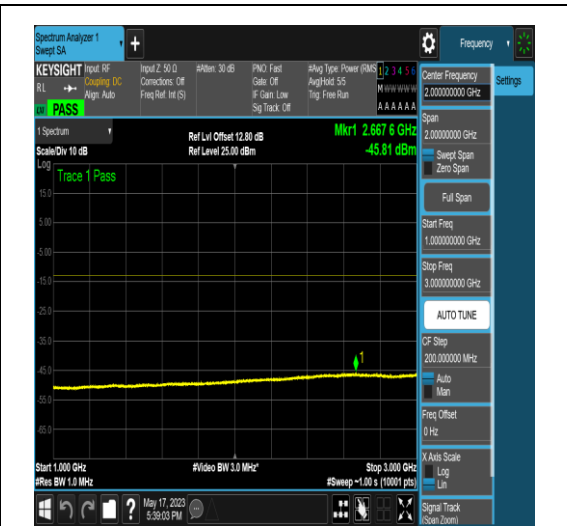 Spectrum Analyzer 1
Swept SA
Frequency
KEYSIGHT
RL
PASS
Input: RF
Coupling: DC
Align: Auto
Input Z: 50 Ω
Corrections: Off
Freq Ref: Int (S)
#Atten: 30 dB
PNO: Fast
Gate: Off
IF Gain: Low
Sig Track: Off
#Avg Type: Power (RMS
Avg|Hold: 5/5
Trig: Free Run
1 2 3 4 5 6
M W W W W W
A A A A A A
1 Spectrum
Scale/Div 10 dB
Ref Lvl Offset 12.80 dB
Ref Level 25.00 dBm
Mkr1 2.667 6 GHz
-45.81 dBm
Log
Trace 1 Pass
15.0
5.00
-5.00
-15.0
-25.0
-35.0
-45.0
-55.0
-65.0
1
Start 1.000 GHz
#Res BW 1.0 MHz
#Video BW 3.0 MHz*
Stop 3.000 GHz
#Sweep ~1.00 s (10001 pts)
May 17, 2023
5:39:03 PM
Center Frequency
2.000000000 GHz
Span
2.00000000 GHz
Swept Span
Zero Span
Full Span
Start Freq
1.000000000 GHz
Stop Freq
3.000000000 GHz
AUTO TUNE
CF Step
200.000000 MHz
Auto
Man
Freq Offset
0 Hz
X Axis Scale
Log
Lin
Signal Track
(Span Zoom)
Settings